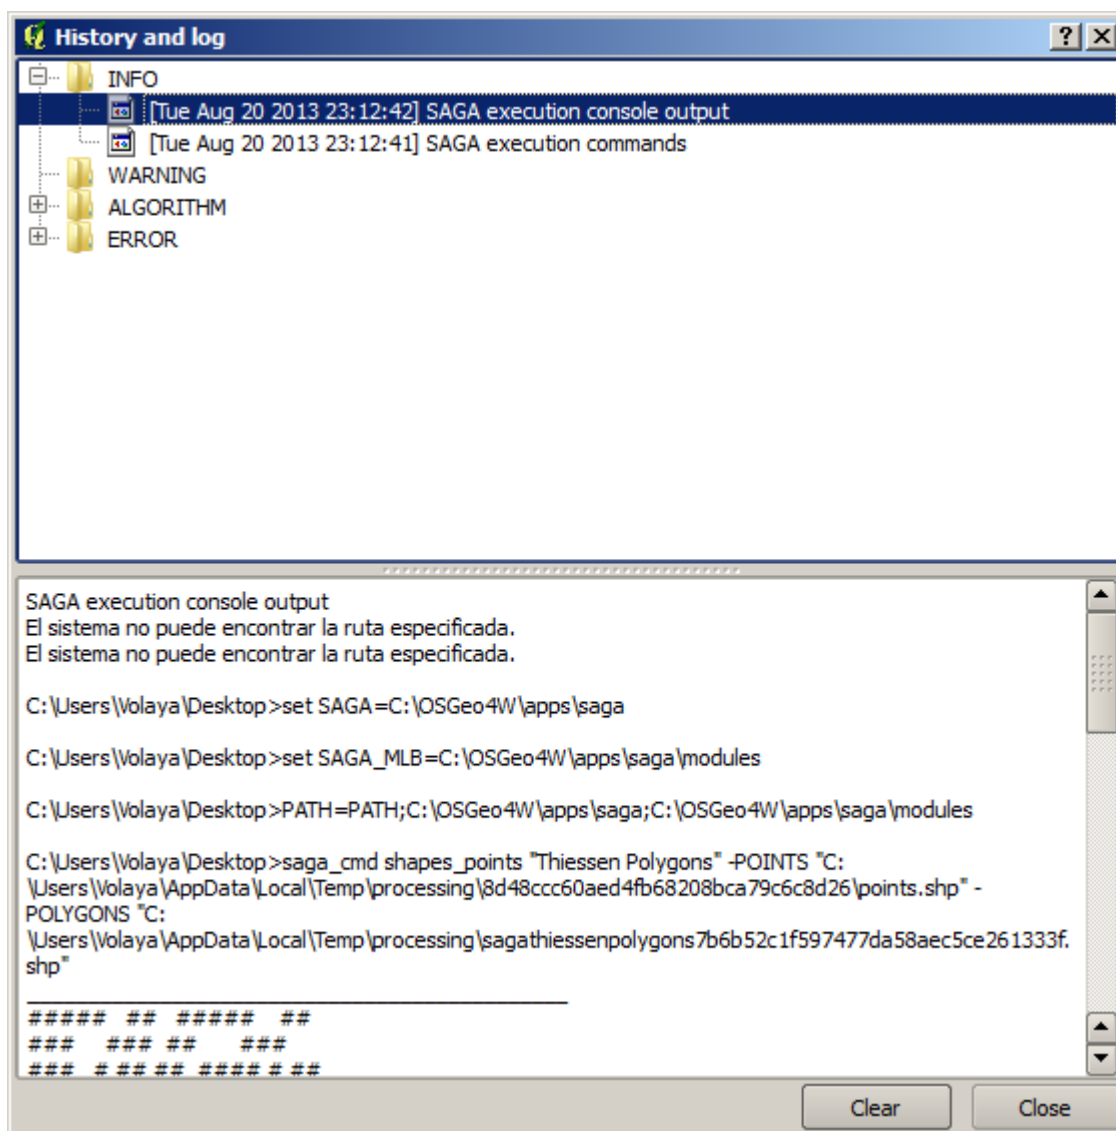 History and log
INFO
[Tue Aug 20 2013 23:12:42] SAGA execution console output
[Tue Aug 20 2013 23:12:41] SAGA execution commands
WARNING
ALGORITHM
ERROR
SAGA execution console output
El sistema no puede encontrar la ruta especificada.
El sistema no puede encontrar la ruta especificada.
C:\Users\Volaya\Desktop>set SAGA=C:\OSGeo4W\apps\saga
C:\Users\Volaya\Desktop>set SAGA_MLB=C:\OSGeo4W\apps\saga\modules
C:\Users\Volaya\Desktop>PATH=PATH;C:\OSGeo4W\apps\saga;C:\OSGeo4W\apps\saga\modules
C:\Users\Volaya\Desktop>saga_cmd shapes_points "Thiessen Polygons" -POINTS "C:
\Users\Volaya\AppData\Local\Temp\processing\8d48ccc60aed4fb68208bca79c6c8d26\points.shp" -
POLYGONS "C:
\Users\Volaya\AppData\Local\Temp\processing\sagathiessenpolygons7b6b52c1f597477da58aec5ce261333f.
shp"
_____________________________________________
##### ## ##### ##
### ### ## ###
### # ## ## #### # ##
Clear
Close